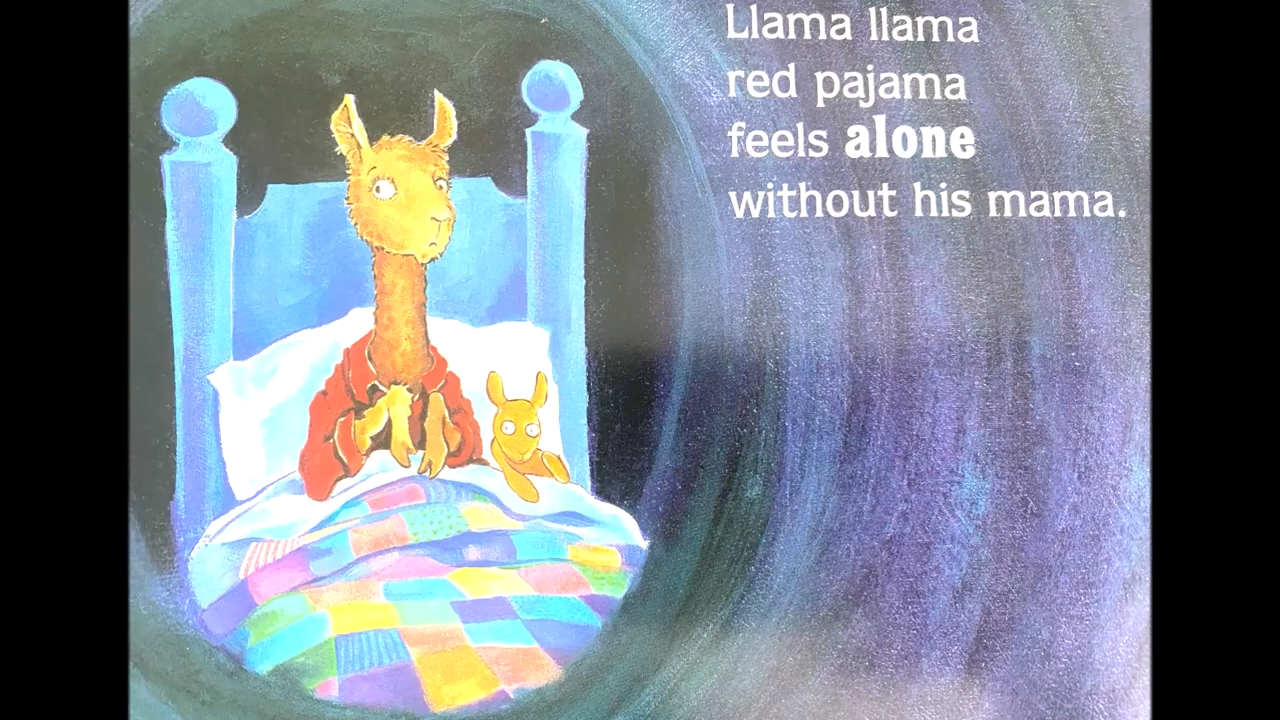 Llama llama
red pajama
feels alone
without his mama.